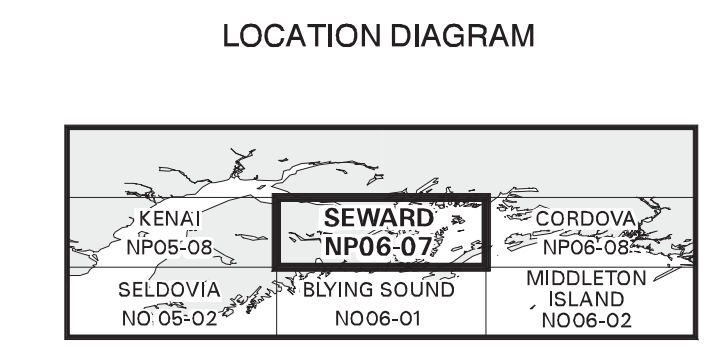 LOCATION DIAGRAM
KENAI
NP05-08
SEWARD
NP06-07
CORDOVA
NP06-08
SELDOVIA
NO 05-02
BLYING SOUND
NO06-01
MIDDLETON
ISLAND
NO06-02